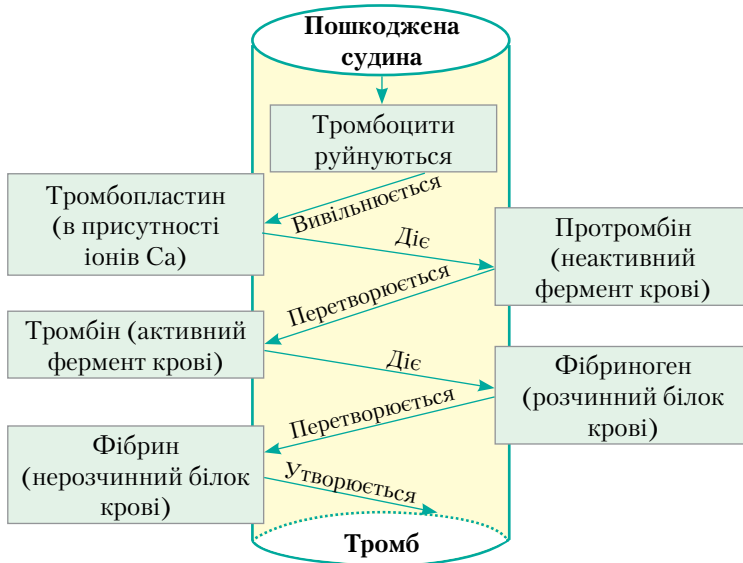 Пошкоджена
судина
Тромбоцити
руйнуються
Вивільнюється
Тромбопластин
(в присутності
іонів Са)
Діє
Протромбін
(неактивний
фермент крові)
Перетворюється
Тромбін (активний
фермент крові)
Діє
Фібриноген
(розчинний білок
крові)
Перетворюється
Фібрин
(нерозчинний білок
крові)
Утворюється
Тромб